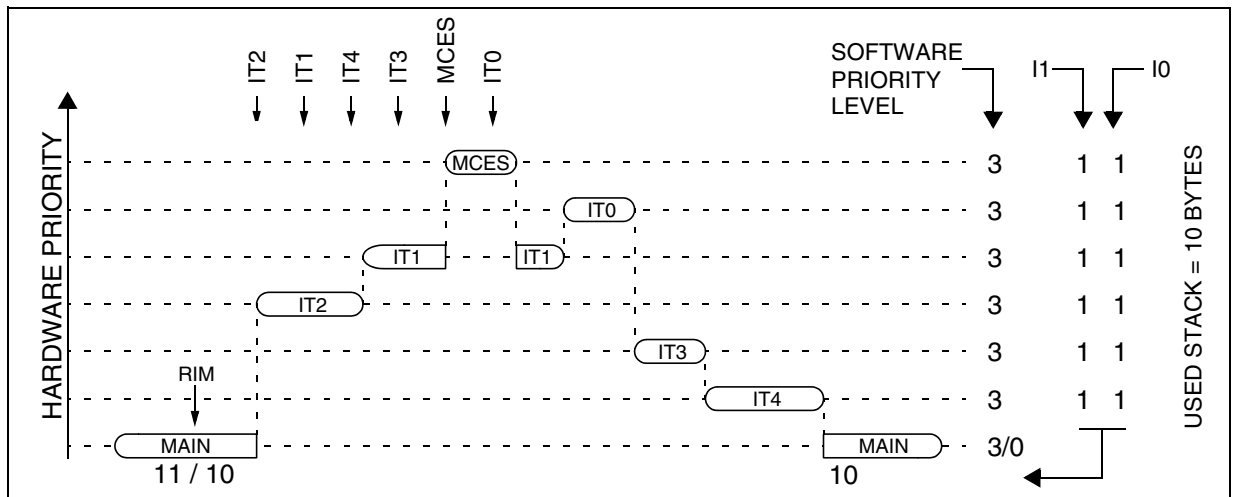 IT2
IT1
IT4
IT3
MCES
IT0
SOFTWARE
PRIORITY
LEVEL
I1
I0
HARDWARE PRIORITY
MCES
3
1 1
IT0
3
1 1
IT1
IT1
3
1 1
IT2
3
1 1
IT3
3
1 1
RIM
IT4
3
1 1
MAIN
MAIN
3/0
11 / 10
10
USED STACK = 10 BYTES